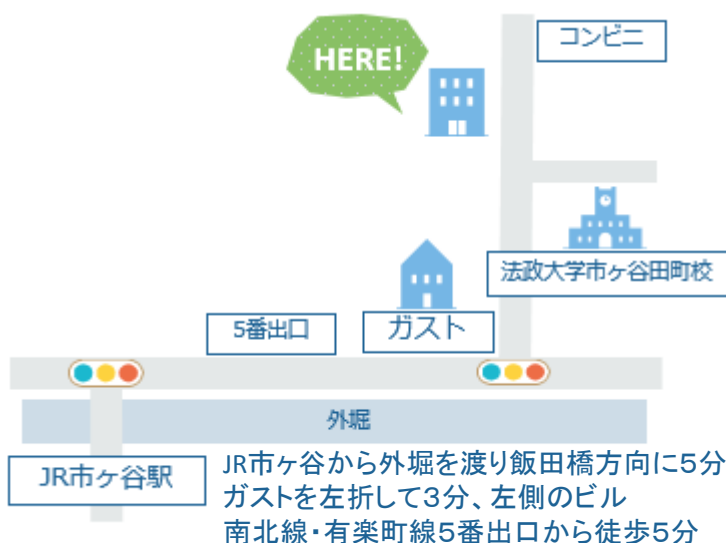 コンビニ
HERE!
法政大学市ヶ谷田町校
5番出口
ガスト
外堀
JR市ヶ谷駅
JR市ヶ谷から外堀を渡り飯田橋方向に5分
ガストを左折して3分、左側のビル
南北線・有楽町線5番出口から徒歩5分